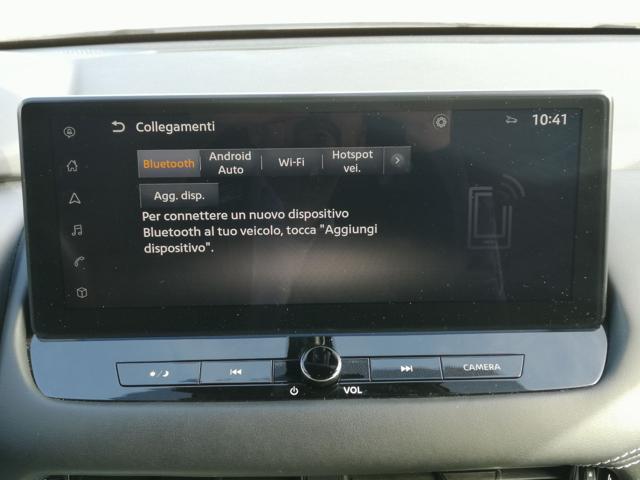 Collegamenti
10:41
Bluetooth
Android
Auto
Wi-Fi
Hotspot
vei.
Agg. disp.
Per connettere un nuovo dispositivo
Bluetooth al tuo veicolo, tocca "Aggiungi
dispositivo".
VOL
CAMERA